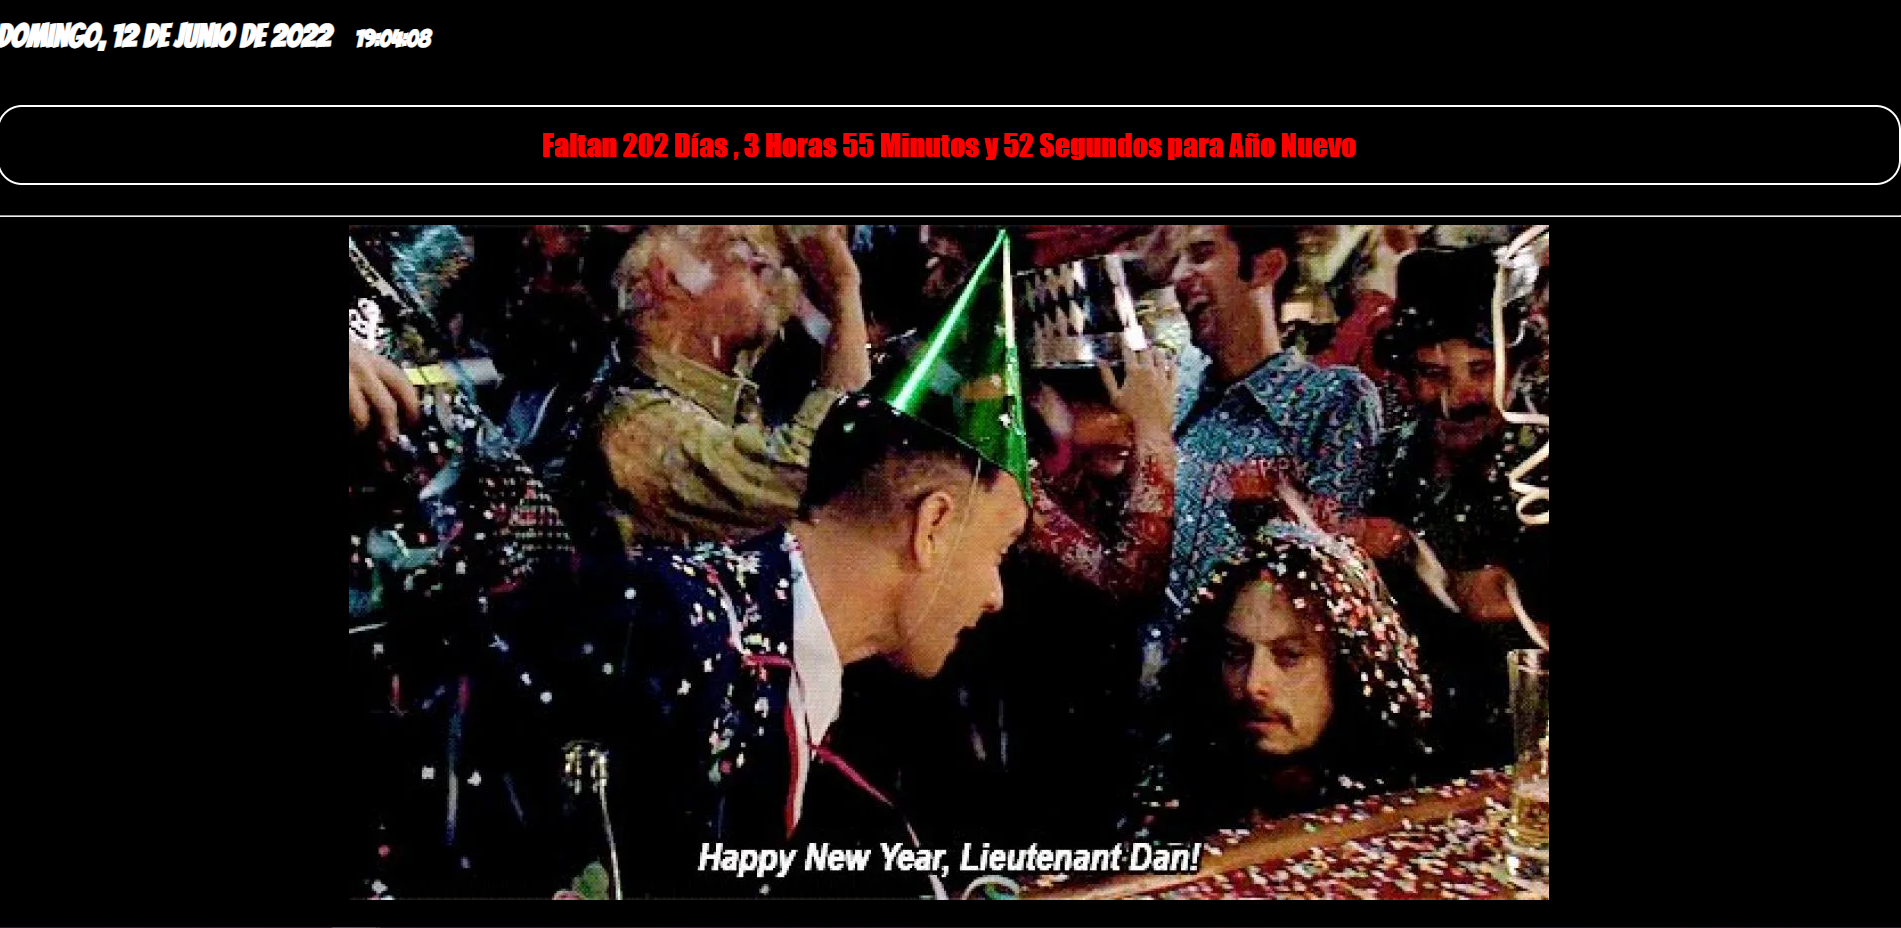 DOMINGO, 12 DE JUNIO DE 2022 19:04:08
Faltan 202 Días , 3 Horas 55 Minutos y 52 Segundos para Año Nuevo
Happy New Year, Lieutenant Dan!